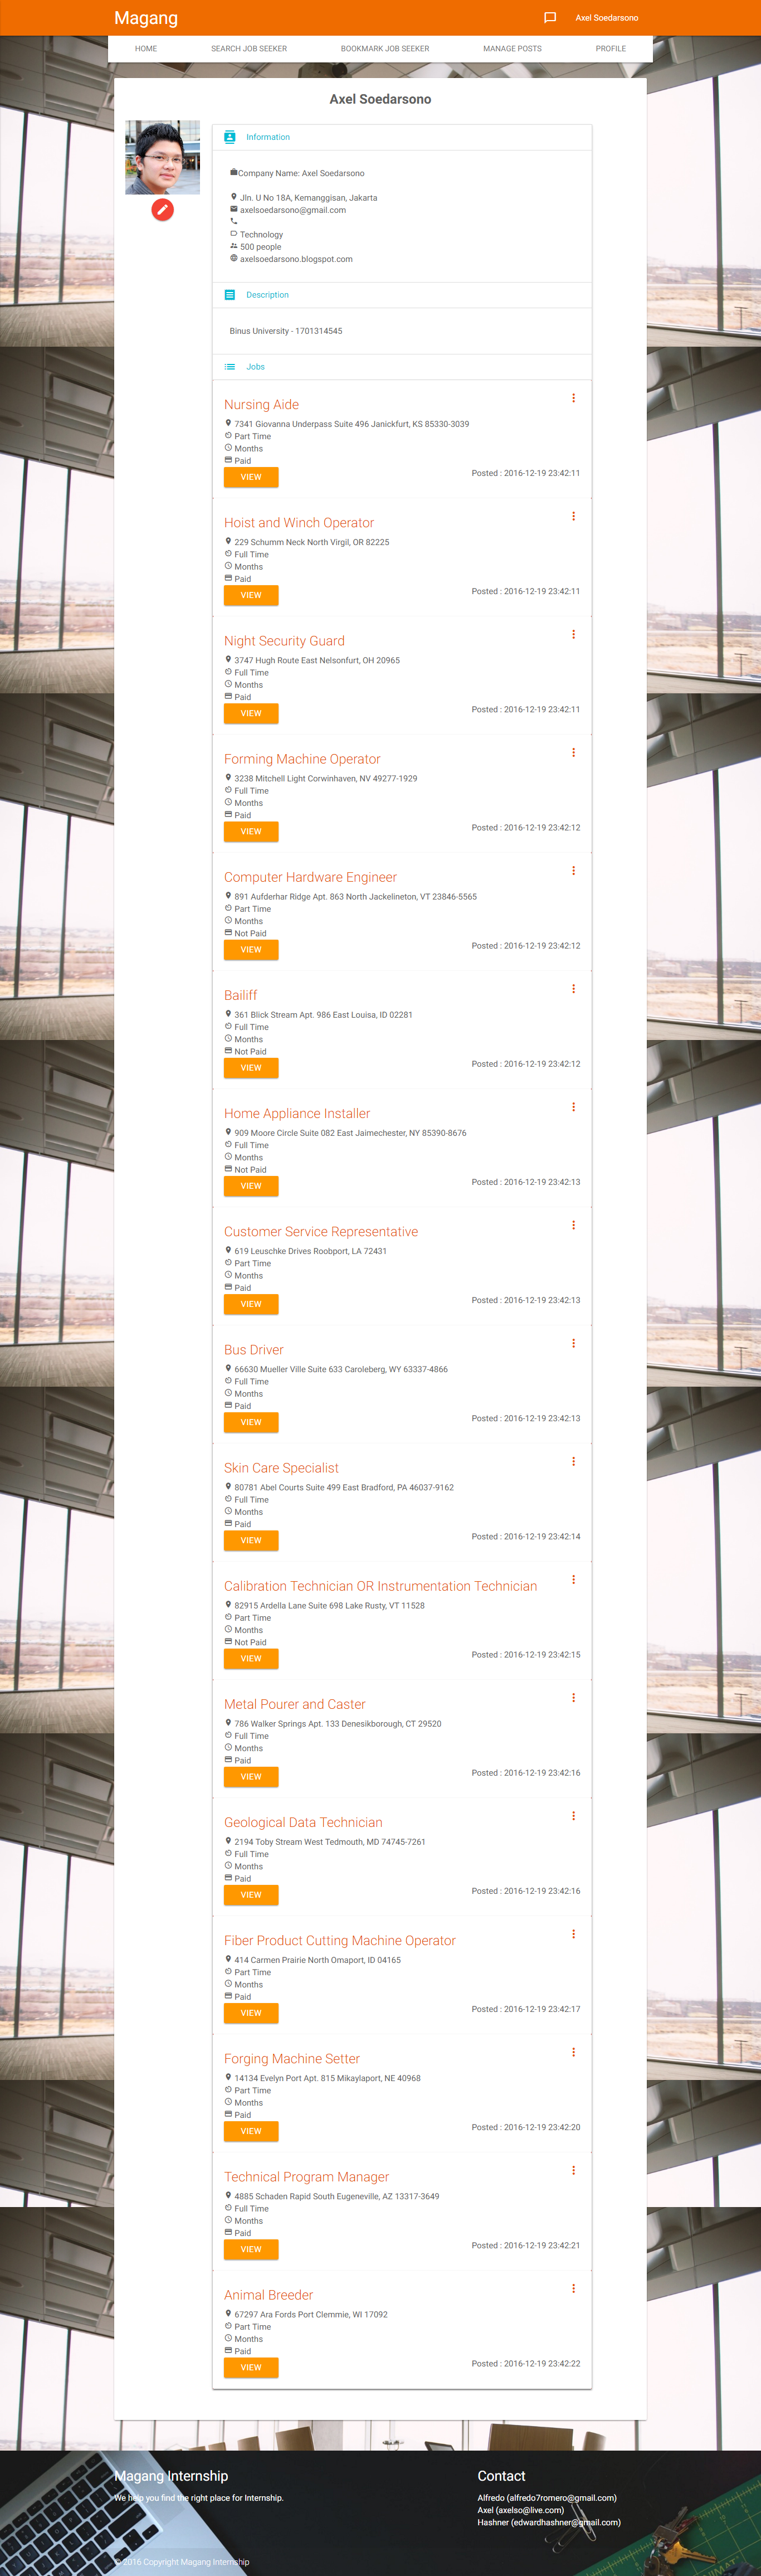 Magang
Axel Soedarsono
HOME SEARCH JOB SEEKER BOOKMARK JOB SEEKER MANAGE POSTS PROFILE
Axel Soedarsono
Information
Company Name: Axel Soedarsono
Jln. U No 18A, Kemanggisan, Jakarta
axelsoedarsono@gmail.com
Technology
500 people
axelsoedarsono.blogspot.com
Description
Binus University - 1701314545
Jobs
Nursing Aide
7341 Giovanna Underpass Suite 496 Janickfurt, KS 85330-3039
Part Time
Months
Paid
VIEW
Posted : 2016-12-19 23:42:11
Hoist and Winch Operator
229 Schumm Neck North Virgil, OR 82225
Full Time
Months
Paid
VIEW
Posted : 2016-12-19 23:42:11
Night Security Guard
3747 Hugh Route East Nelsonfurt, OH 20965
Full Time
Months
Paid
VIEW
Posted : 2016-12-19 23:42:11
Forming Machine Operator
3238 Mitchell Light Corwinhaven, NV 49277-1929
Full Time
Months
Paid
VIEW
Posted : 2016-12-19 23:42:12
Computer Hardware Engineer
891 Aufderhar Ridge Apt. 863 North Jackelineton, VT 23846-5565
Part Time
Months
Not Paid
VIEW
Posted : 2016-12-19 23:42:12
Bailiff
361 Blick Stream Apt. 986 East Louisa, ID 02281
Full Time
Months
Not Paid
VIEW
Posted : 2016-12-19 23:42:12
Home Appliance Installer
909 Moore Circle Suite 082 East Jaimechester, NY 85390-8676
Full Time
Months
Not Paid
VIEW
Posted : 2016-12-19 23:42:13
Customer Service Representative
619 Leuschke Drives Roobport, LA 72431
Part Time
Months
Paid
VIEW
Posted : 2016-12-19 23:42:13
Bus Driver
66630 Mueller Ville Suite 633 Caroleberg, WY 63337-4866
Full Time
Months
Paid
VIEW
Posted : 2016-12-19 23:42:13
Skin Care Specialist
80781 Abel Courts Suite 499 East Bradford, PA 46037-9162
Full Time
Months
Paid
VIEW
Posted : 2016-12-19 23:42:14
Calibration Technician OR Instrumentation Technician
82915 Ardella Lane Suite 698 Lake Rusty, VT 11528
Part Time
Months
Not Paid
VIEW
Posted : 2016-12-19 23:42:15
Metal Pourer and Caster
786 Walker Springs Apt. 133 Denesikborough, CT 29520
Full Time
Months
Paid
VIEW
Posted : 2016-12-19 23:42:16
Geological Data Technician
2194 Toby Stream West Tedmouth, MD 74745-7261
Full Time
Months
Paid
VIEW
Posted : 2016-12-19 23:42:16
Fiber Product Cutting Machine Operator
414 Carmen Prairie North Omaport, ID 04165
Part Time
Months
Paid
VIEW
Posted : 2016-12-19 23:42:17
Forging Machine Setter
14134 Evelyn Port Apt. 815 Mikaylaport, NE 40968
Part Time
Months
Paid
VIEW
Posted : 2016-12-19 23:42:20
Technical Program Manager
4885 Schaden Rapid South Eugeneville, AZ 13317-3649
Full Time
Months
Paid
VIEW
Posted : 2016-12-19 23:42:21
Animal Breeder
67297 Ara Fords Port Clemmie, WI 17092
Part Time
Months
Paid
VIEW
Posted : 2016-12-19 23:42:22
Magang Internship
We help you find the right place for Internship.
Contact
Alfredo (alfredo7romero@gmail.com)
Axel (axelso@live.com)
Hashner (edwardhashner@gmail.com)
© 2016 Copyright Magang Internship